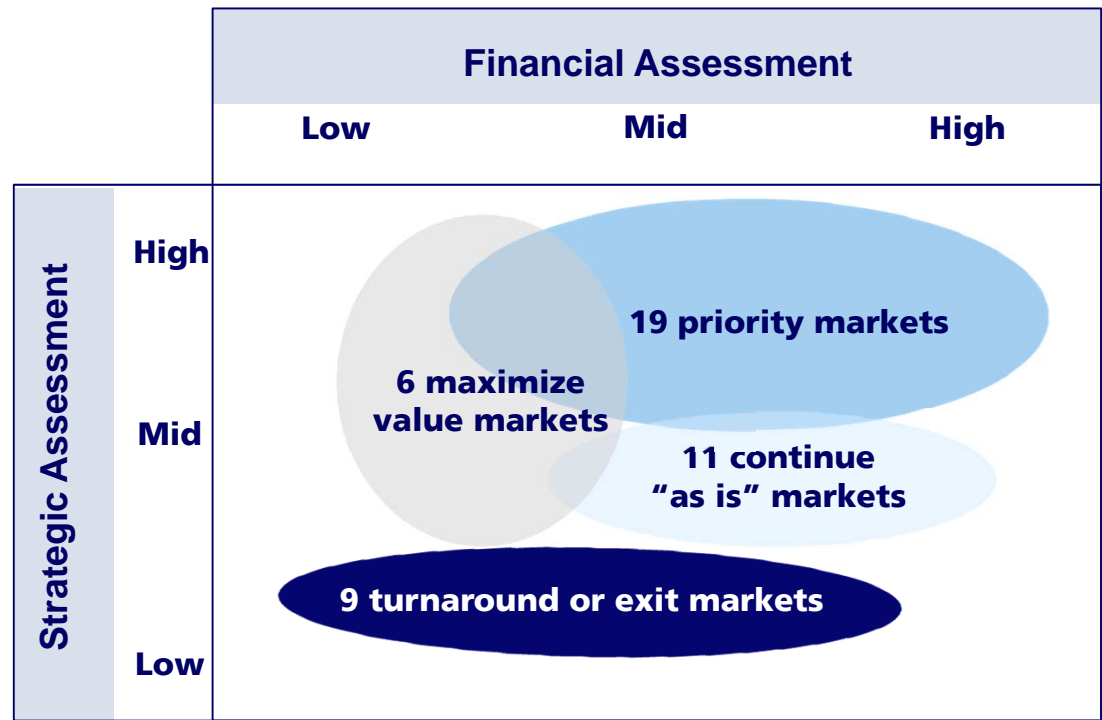 Financial Assessment
Low Mid High
Strategic Assessment
High
Mid
Low
19 priority markets
6 maximize
value markets
11 continue
“as is” markets
9 turnaround or exit markets